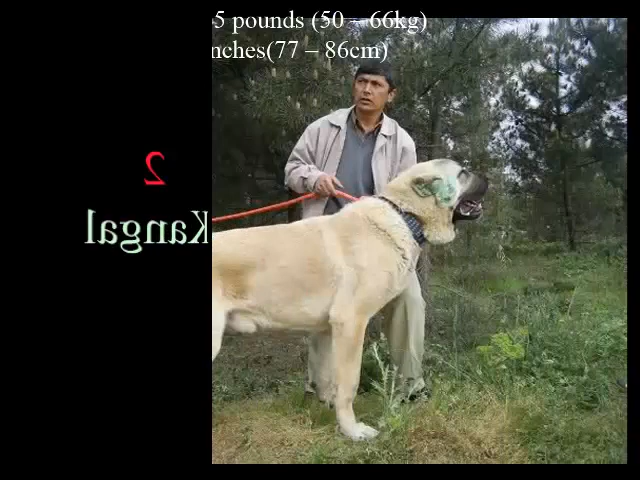 5 pounds (50 – 66kg)
nches(77 – 86cm)
2
Kangal